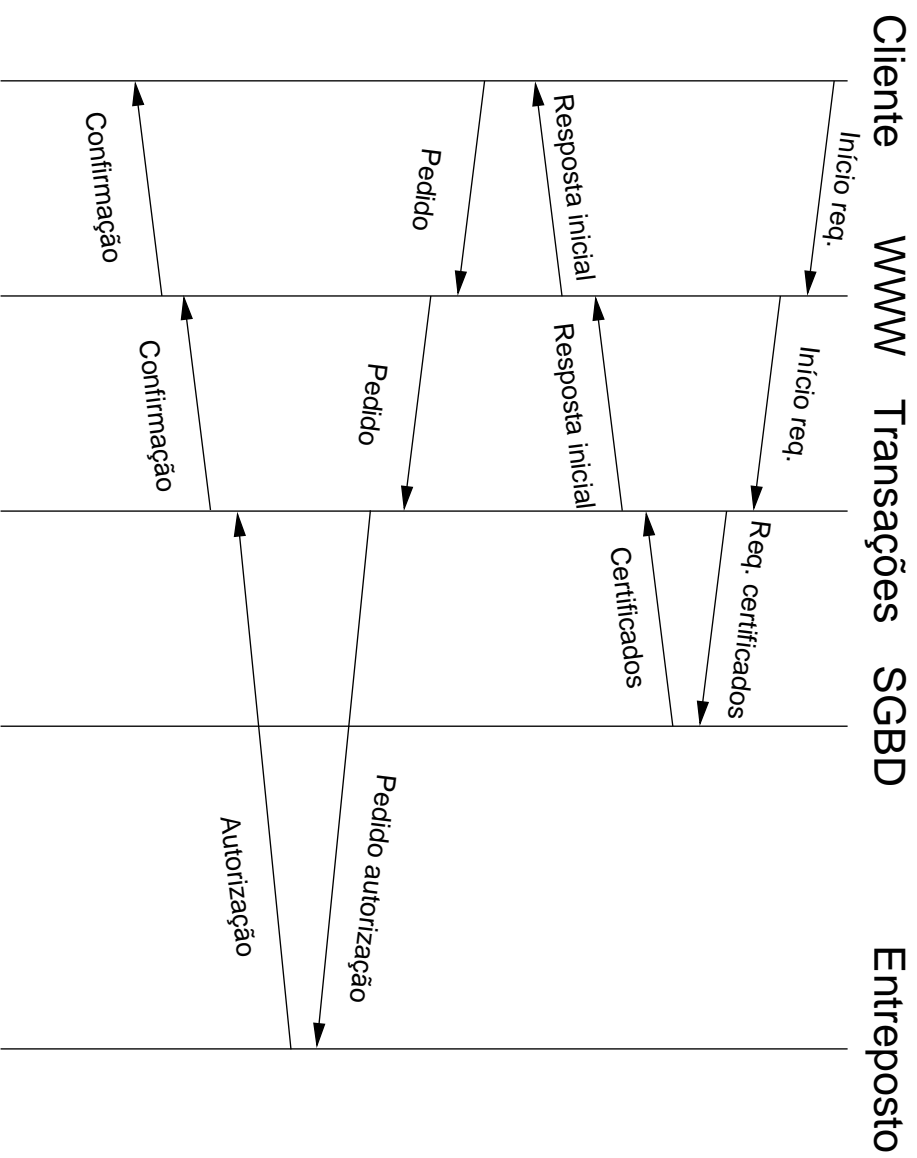 Cliente
WWW
Transações
SGBD
Entreposto
Início req.
Início req.
Req. certificados
Certificados
Resposta inicial
Resposta inicial
Pedido
Pedido
Pedido autorização
Autorização
Confirmação
Confirmação